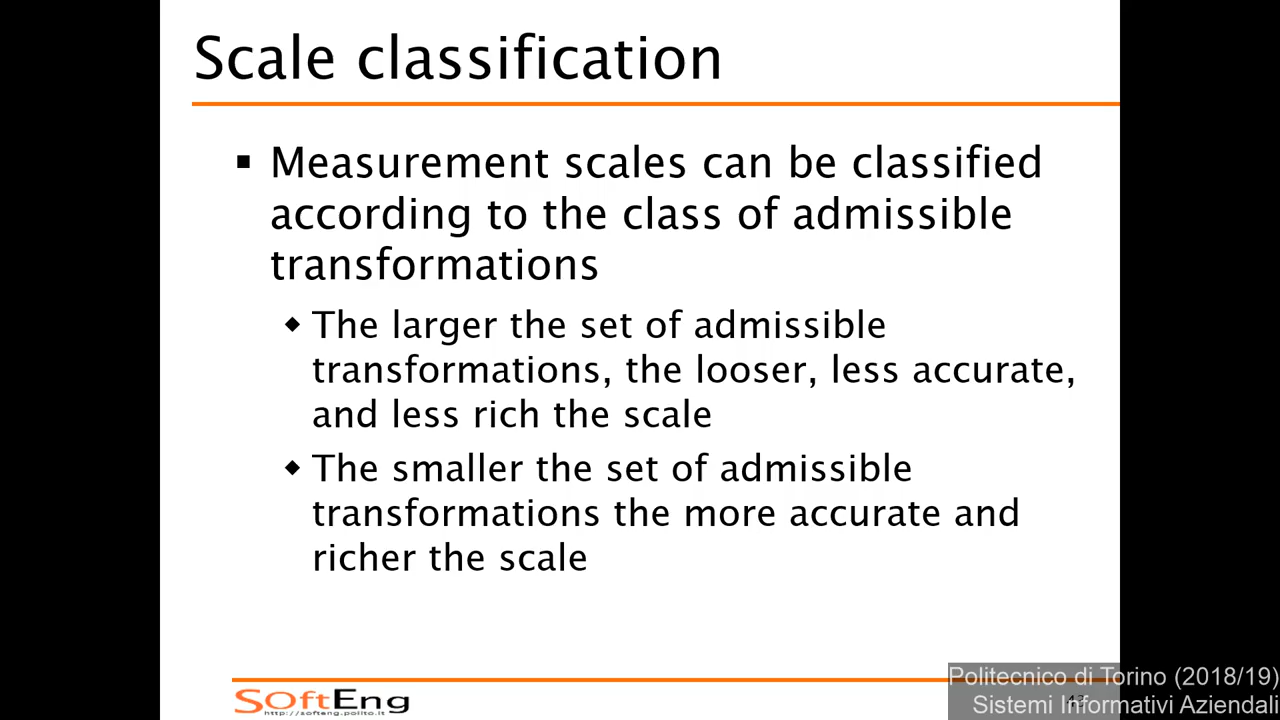 Scale classification
Measurement scales can be classified
according to the class of admissible
transformations
The larger the set of admissible
transformations, the looser, less accurate,
and less rich the scale
The smaller the set of admissible
transformations the more accurate and
richer the scale
SoftEng
http://softeng.polito.it
Politecnico di Torino (2018/19)
Sistemi Informativi Aziendali